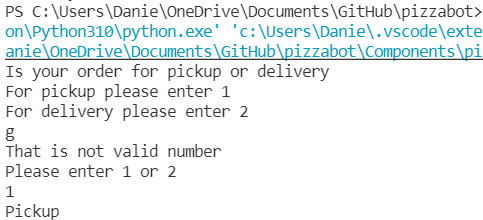 PS C:\Users\Danie\OneDrive\Documents\GitHub\pizzabot>
on\Python310\python.exe' 'c:\Users\Danie\.vscode\exte
anie\OneDrive\Documents\GitHub\pizzabot\Components\pi
Is your order for pickup or delivery
For pickup please enter 1
For delivery please enter 2
g
That is not valid number
Please enter 1 or 2
1
Pickup